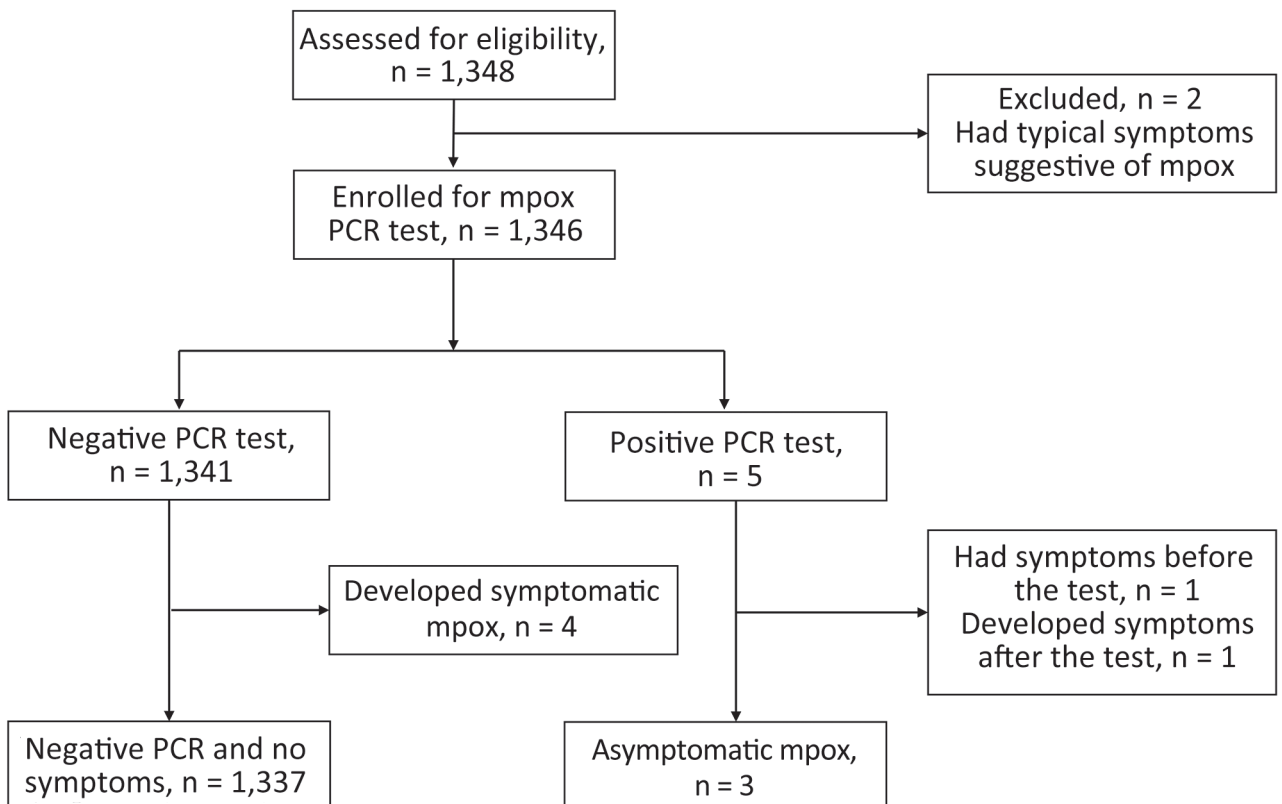 Assessed for eligibility,
n = 1,348
Excluded, n = 2
Had typical symptoms
suggestive of mpox
Enrolled for mpox
PCR test, n = 1,346
Negative PCR test,
n = 1,341
Positive PCR test,
n = 5
Developed symptomatic
mpox, n = 4
Had symptoms before
the test, n = 1
Developed symptoms
after the test, n = 1
Negative PCR and no
symptoms, n = 1,337
Asymptomatic mpox,
n = 3